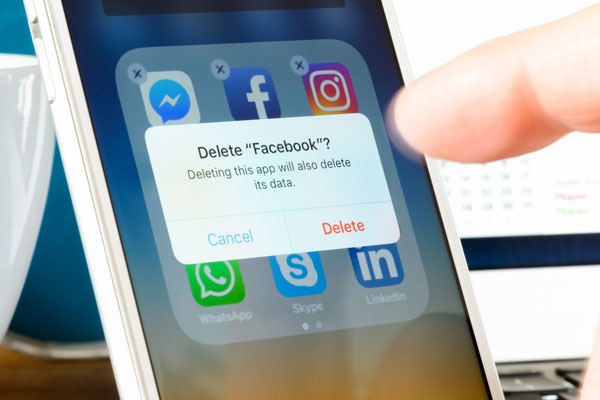 Delete “Facebook”?
Deleting this app will also delete
its data.
Cancel
Delete
WhatsApp
Skype
LinkedIn